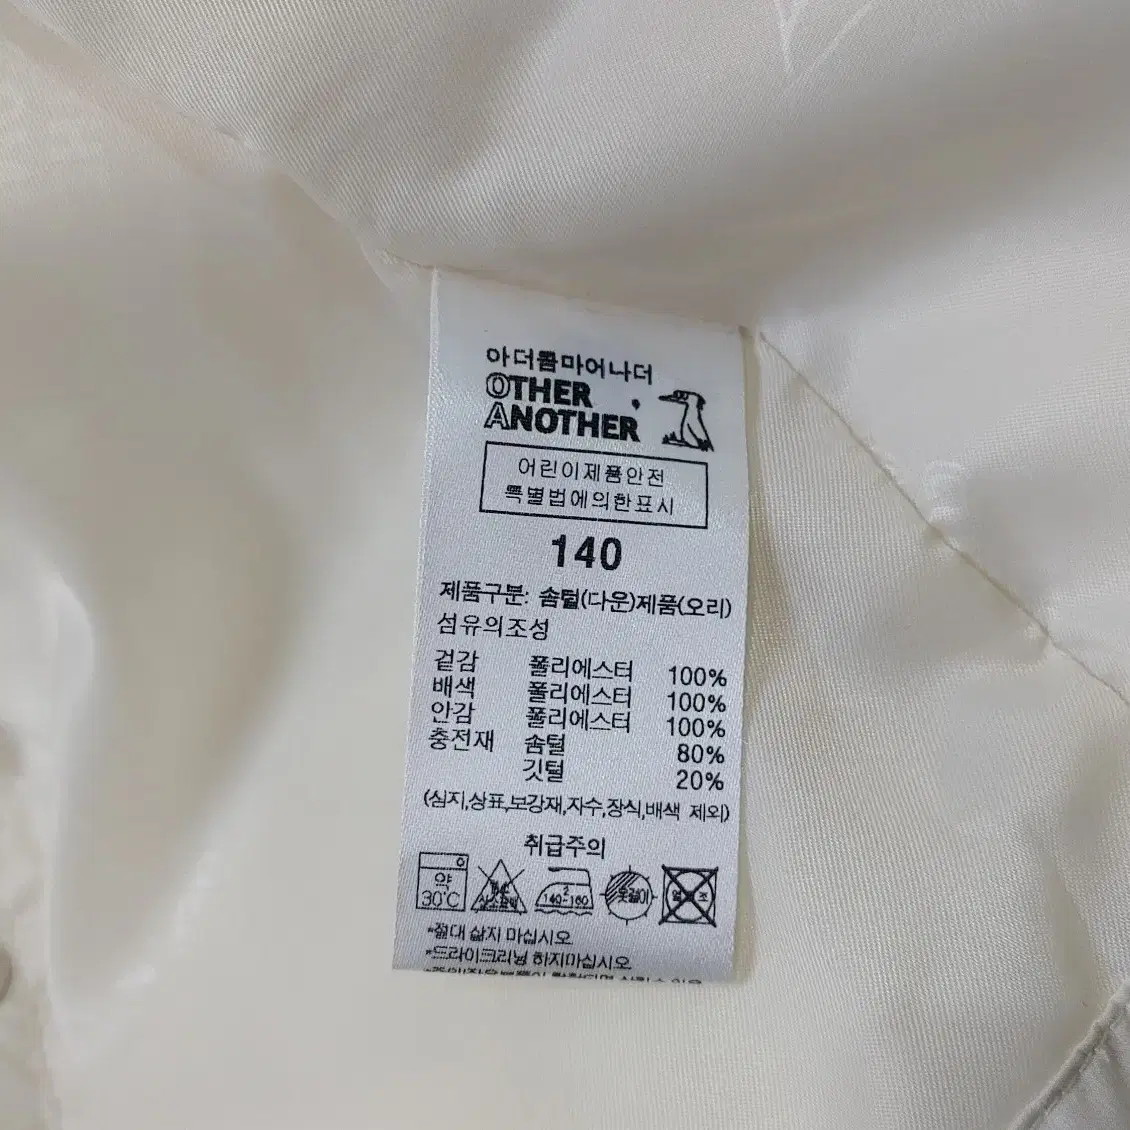 아더콤마어나더
OTHER,
ANOTHER
어린이제품안전
특별법에의한표시
140
제품구분: 솜털(다운)제품(오리)
섬유의조성
겉감 폴리에스터 100%
배색 폴리에스터 100%
안감 폴리에스터 100%
충전재 솜털 80%
깃털 20%
(심지,상표,보강재,자수,장식,배색 제외)
취급주의
약 30℃
140-160
옷걸이
*절대 삶지 마십시오
*드라이크리닝 하지마십시오